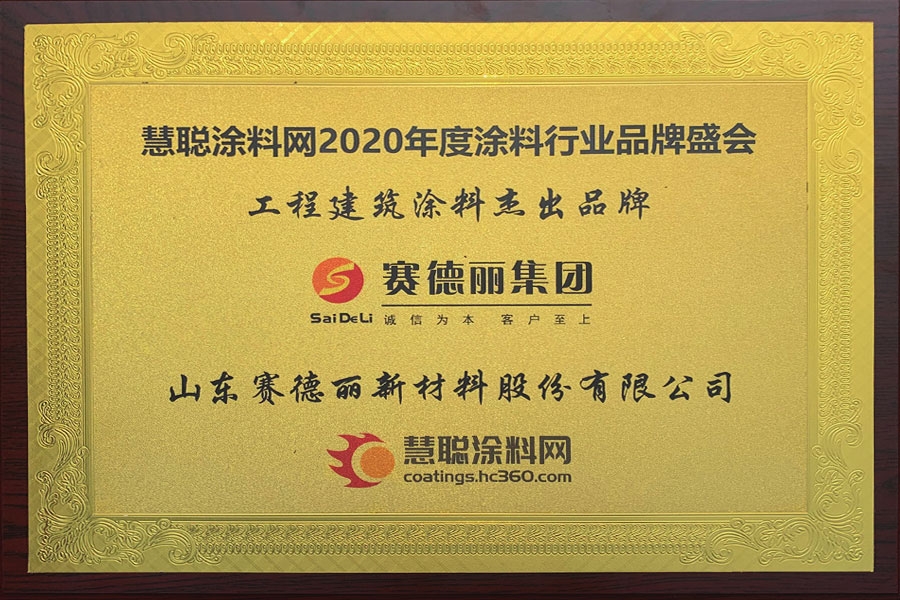 慧聪涂料网2020年度涂料行业品牌盛会
工程建筑涂料杰出品牌
赛德丽集团
SaiDeLi 诚信为本 客户至上
山东赛德丽新材料股份有限公司
慧聪涂料网
coatings.hc360.com